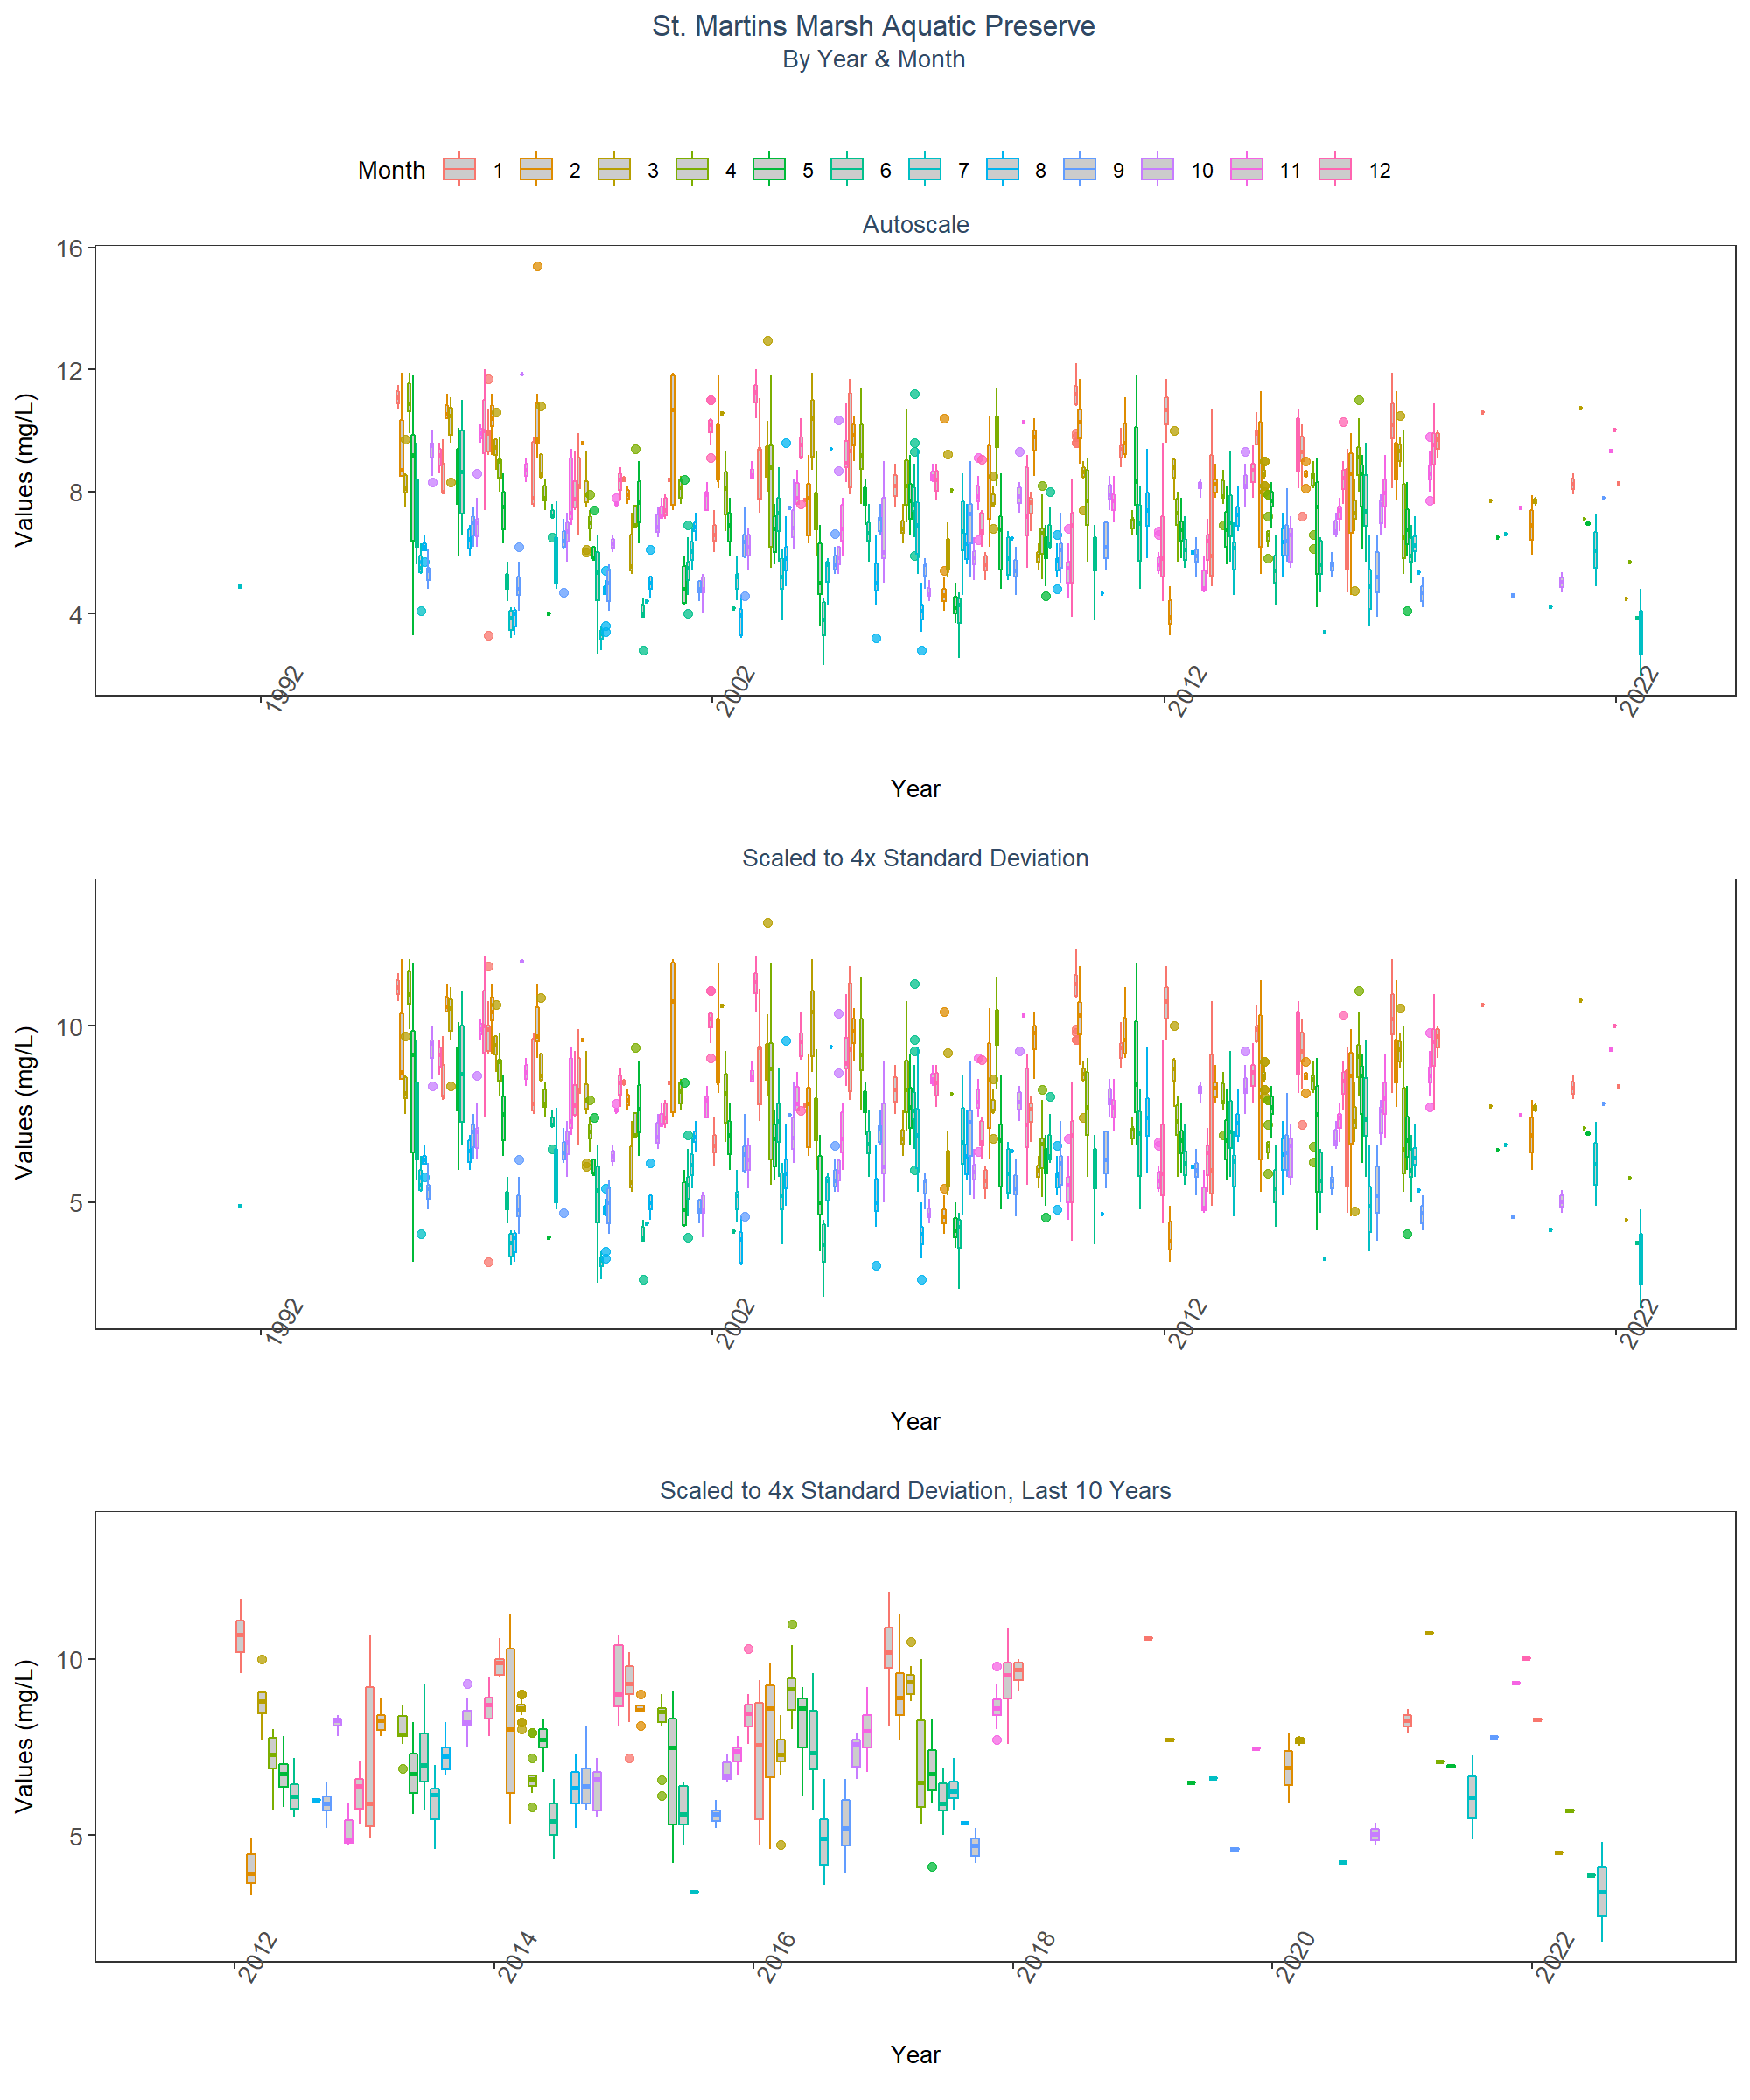 St. Martins Marsh Aquatic Preserve
By Year & Month
Month 1 2 3 4 5 6 7 8 9 10 11 12
Autoscale
16
12
8
4
Values (mg/L)
1992 2002 2012 2022
Year
Scaled to 4x Standard Deviation
10
5
Values (mg/L)
1992 2002 2012 2022
Year
Scaled to 4x Standard Deviation, Last 10 Years
10
5
Values (mg/L)
2012 2014 2016 2018 2020 2022
Year